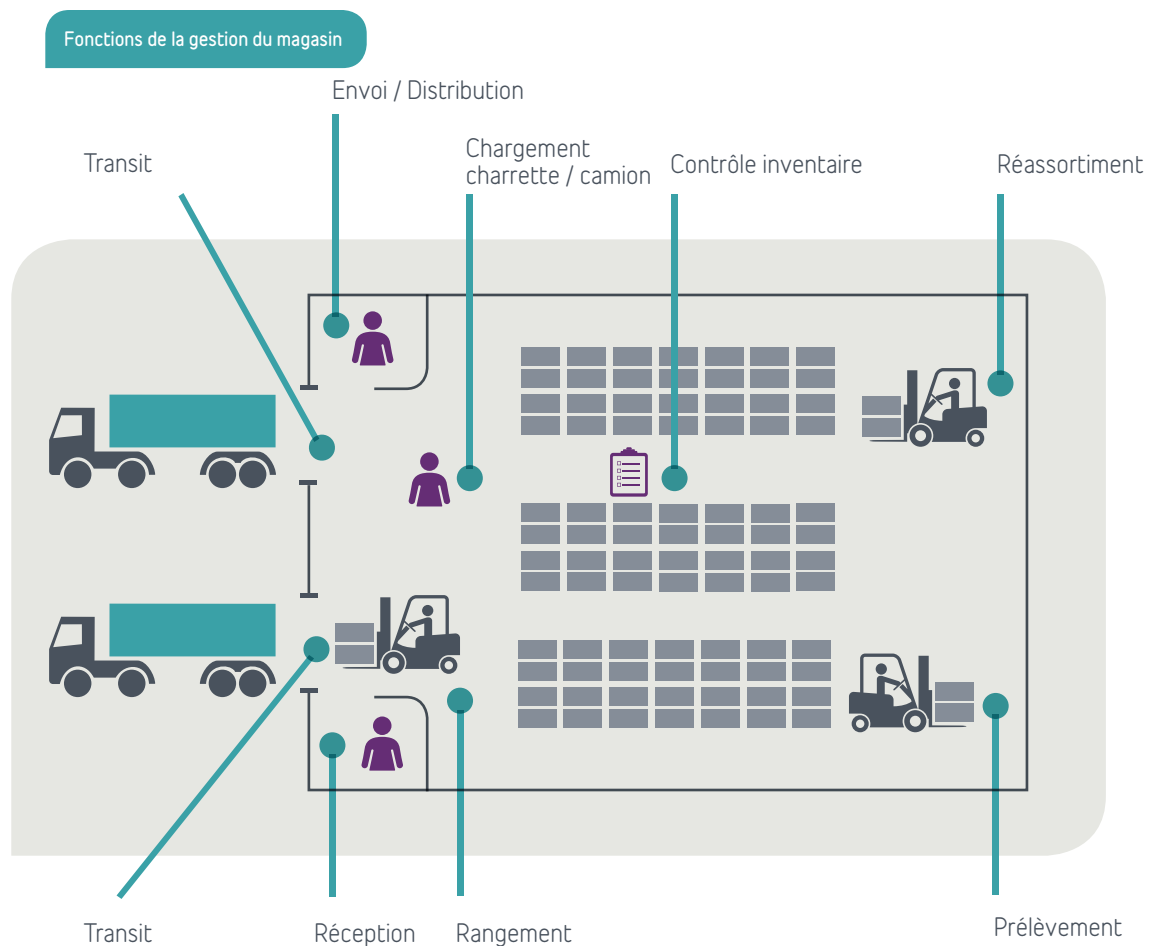 Fonctions de la gestion du magasin
Envoi / Distribution
Transit
Chargement
charrette / camion
Contrôle inventaire
Réassortiment
Transit
Réception
Rangement
Prélèvement